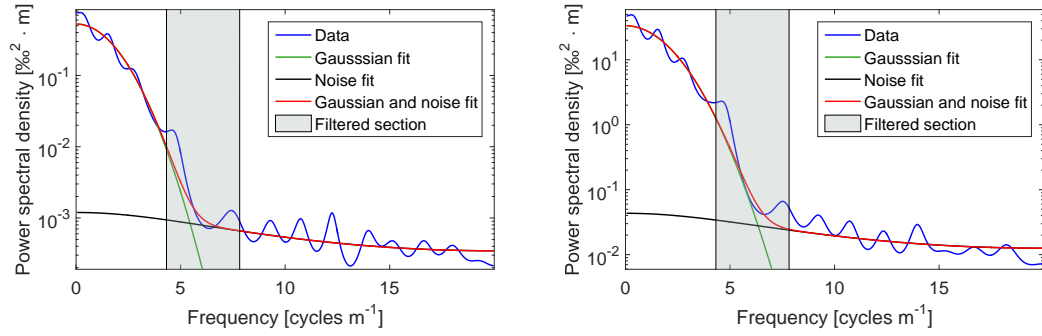 Power spectral density [‰² · m]
10⁻¹
10⁻²
10⁻³
0
5
10
15
Frequency [cycles m⁻¹]
Data
Gausssian fit
Noise fit
Gaussian and noise fit
Filtered section
Power spectral density [‰² · m]
10¹
10⁰
10⁻¹
10⁻²
0
5
10
15
Frequency [cycles m⁻¹]
Data
Gausssian fit
Noise fit
Gaussian and noise fit
Filtered section